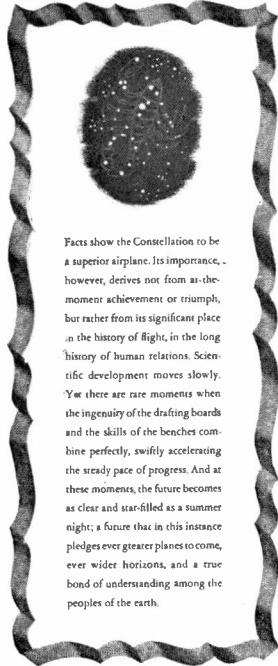 Facts show the Constellation to be
a superior airplane. Its importance,
however, derives not from at-the-
moment achievement or triumph,
but rather from its significant place
in the history of flight, in the long
history of human relations. Scien-
tific development moves slowly.
Yet there are rare moments when
the ingenuity of the drafting boards
and the skills of the benches com-
bine perfectly, swiftly accelerating
the steady pace of progress. And at
these moments, the future becomes
as clear and star-filled as a summer
night; a future that in this instance
pledges ever greater planes to come,
ever wider horizons, and a true
bond of understanding among the
peoples of the earth.